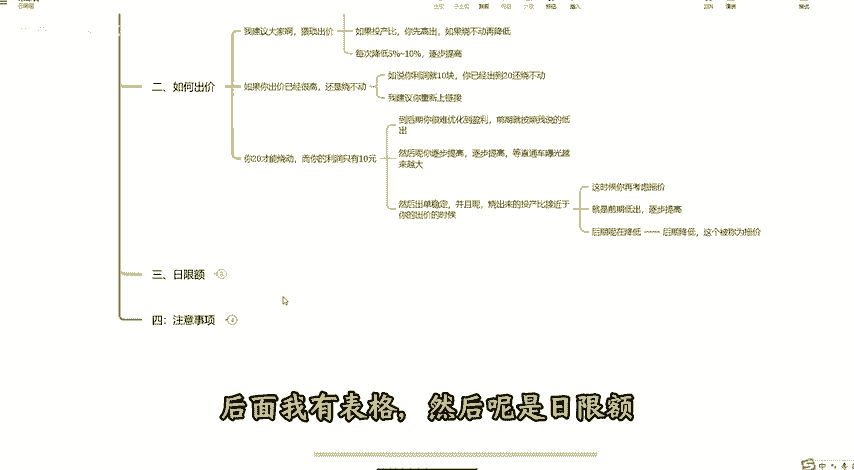 我建议大家啊，猥琐出价
如果投产比，你先高出，如果烧不动再降低
每次降低5%~10%，逐步提高
二、如何出价
如果你出价已经很高，还是烧不动
如说你利润就10块，你已经出到20还烧不动
我建议你重新上链接
你20才能烧动，而你的利润只有10元
到后期你很难优化到盈利，前期就按照我说的低
出
然后呢你逐步提高，逐步提高，等直通车曝光越
来越大
然后出单稳定，并且呢，烧出来的投产比接近于
你的出价的时候
这时候你再考虑拖价
就是前期低出，逐步提高
后期呢在降低
后期降低，这个被称为拖价
三、日限额
四：注意事项
后面我有表格，然后呢是日限额
中